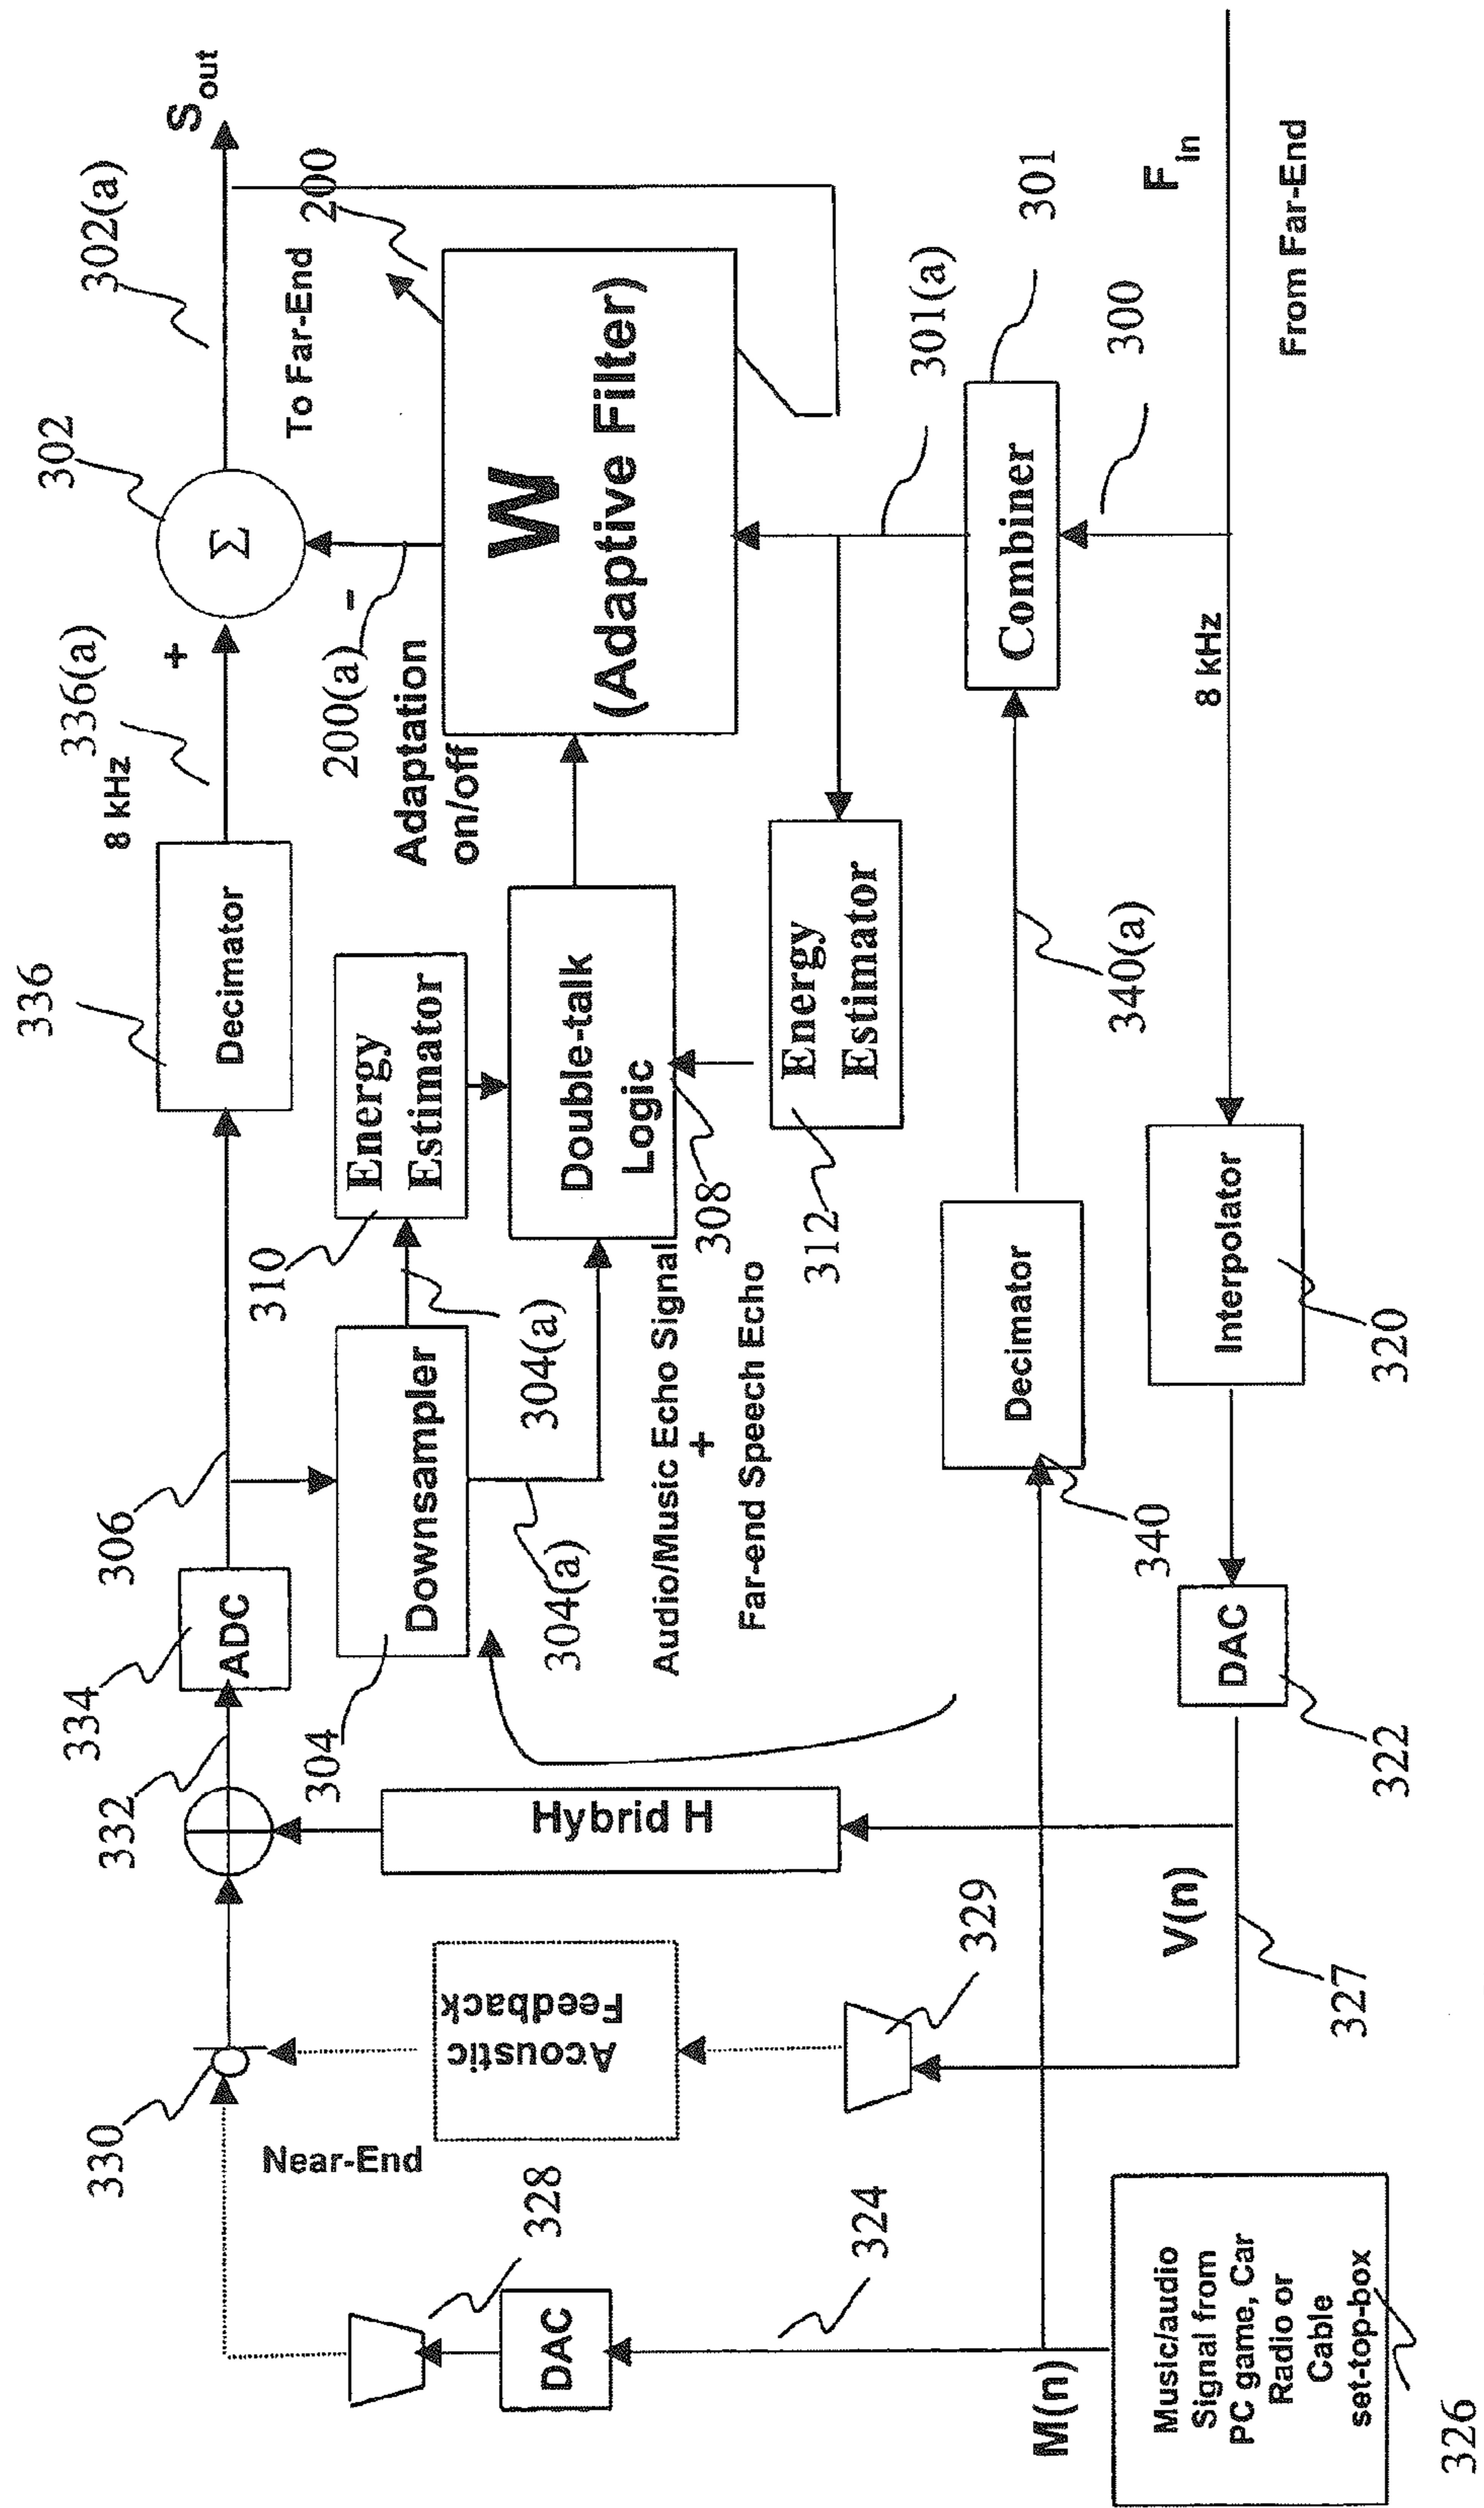 336
306
334
332
330
336(a)
8 kHz
+
302
302(a)
S
out
Decimator
Σ
ADC
To Far-End
200
200(a)
-
Adaptation
on/off
310
304
Near-End
Energy
Estimator
Downsampler
304(a)
304(a)
W
(Adaptive Filter)
Double-talk
Logic
308
Audio/Music Echo Signal
+
Far-end Speech Echo
Hybrid H
Acoustic
Feedback
328
DAC
Energy
Estimator
312
301(a)
301
Combiner
300
329
324
Decimator
340
340(a)
M(n)
V(n)
8 kHz
F
in
From Far-End
Interpolator
320
DAC
322
327
Music/audio
Signal from
PC game, Car
Radio or
Cable
set-top-box
326